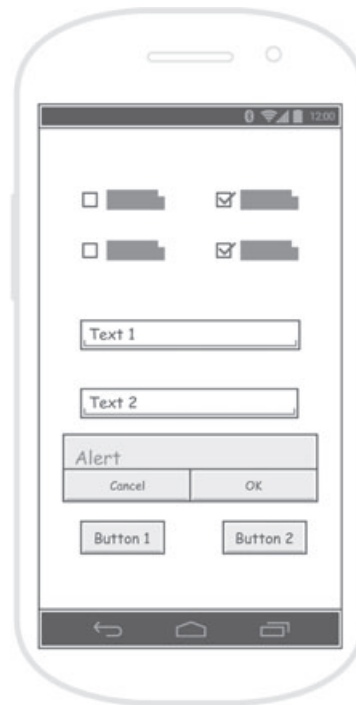 12:00
Text 1
Text 2
Alert
Cancel OK
Button 1 Button 2